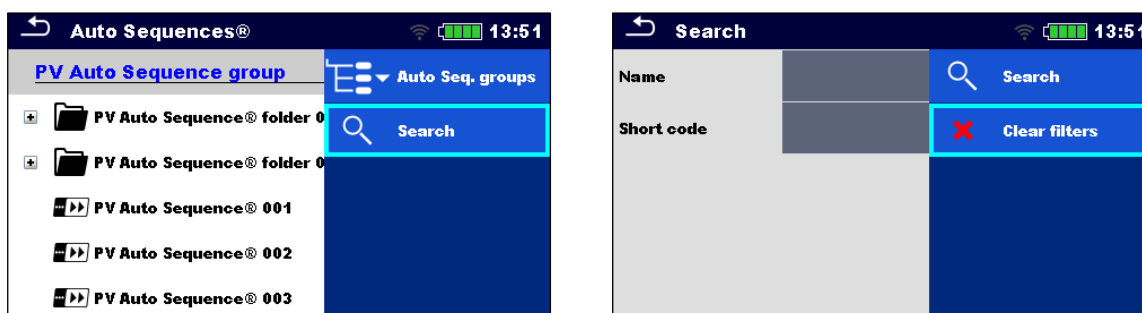 Auto Sequences® 13:51
PV Auto Sequence group
Auto Seq. groups
PV Auto Sequence® folder 0
Search
PV Auto Sequence® folder 0
PV Auto Sequence® 001
PV Auto Sequence® 002
PV Auto Sequence® 003
Search 13:51
Name
Search
Short code
Clear filters